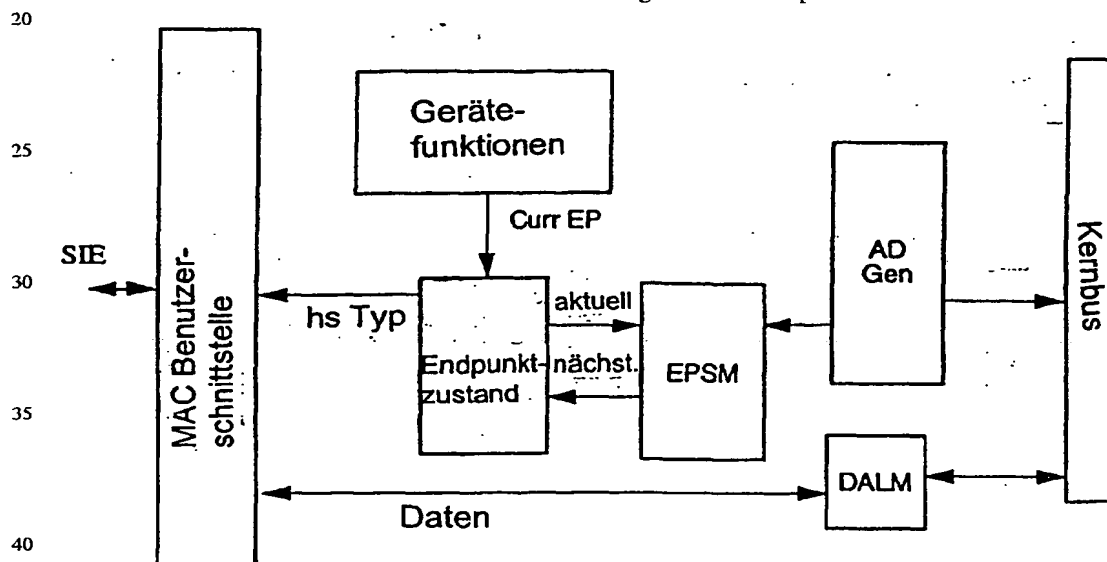 20
25
30
35
40
Geräte-
funktionen
Curr EP
SIE
MAC Benutzer-
schnittstelle
hs Typ
Endpunkt-
zustand
aktuell
nächst.
EPSM
AD
Gen
Kernbus
DALM
Daten